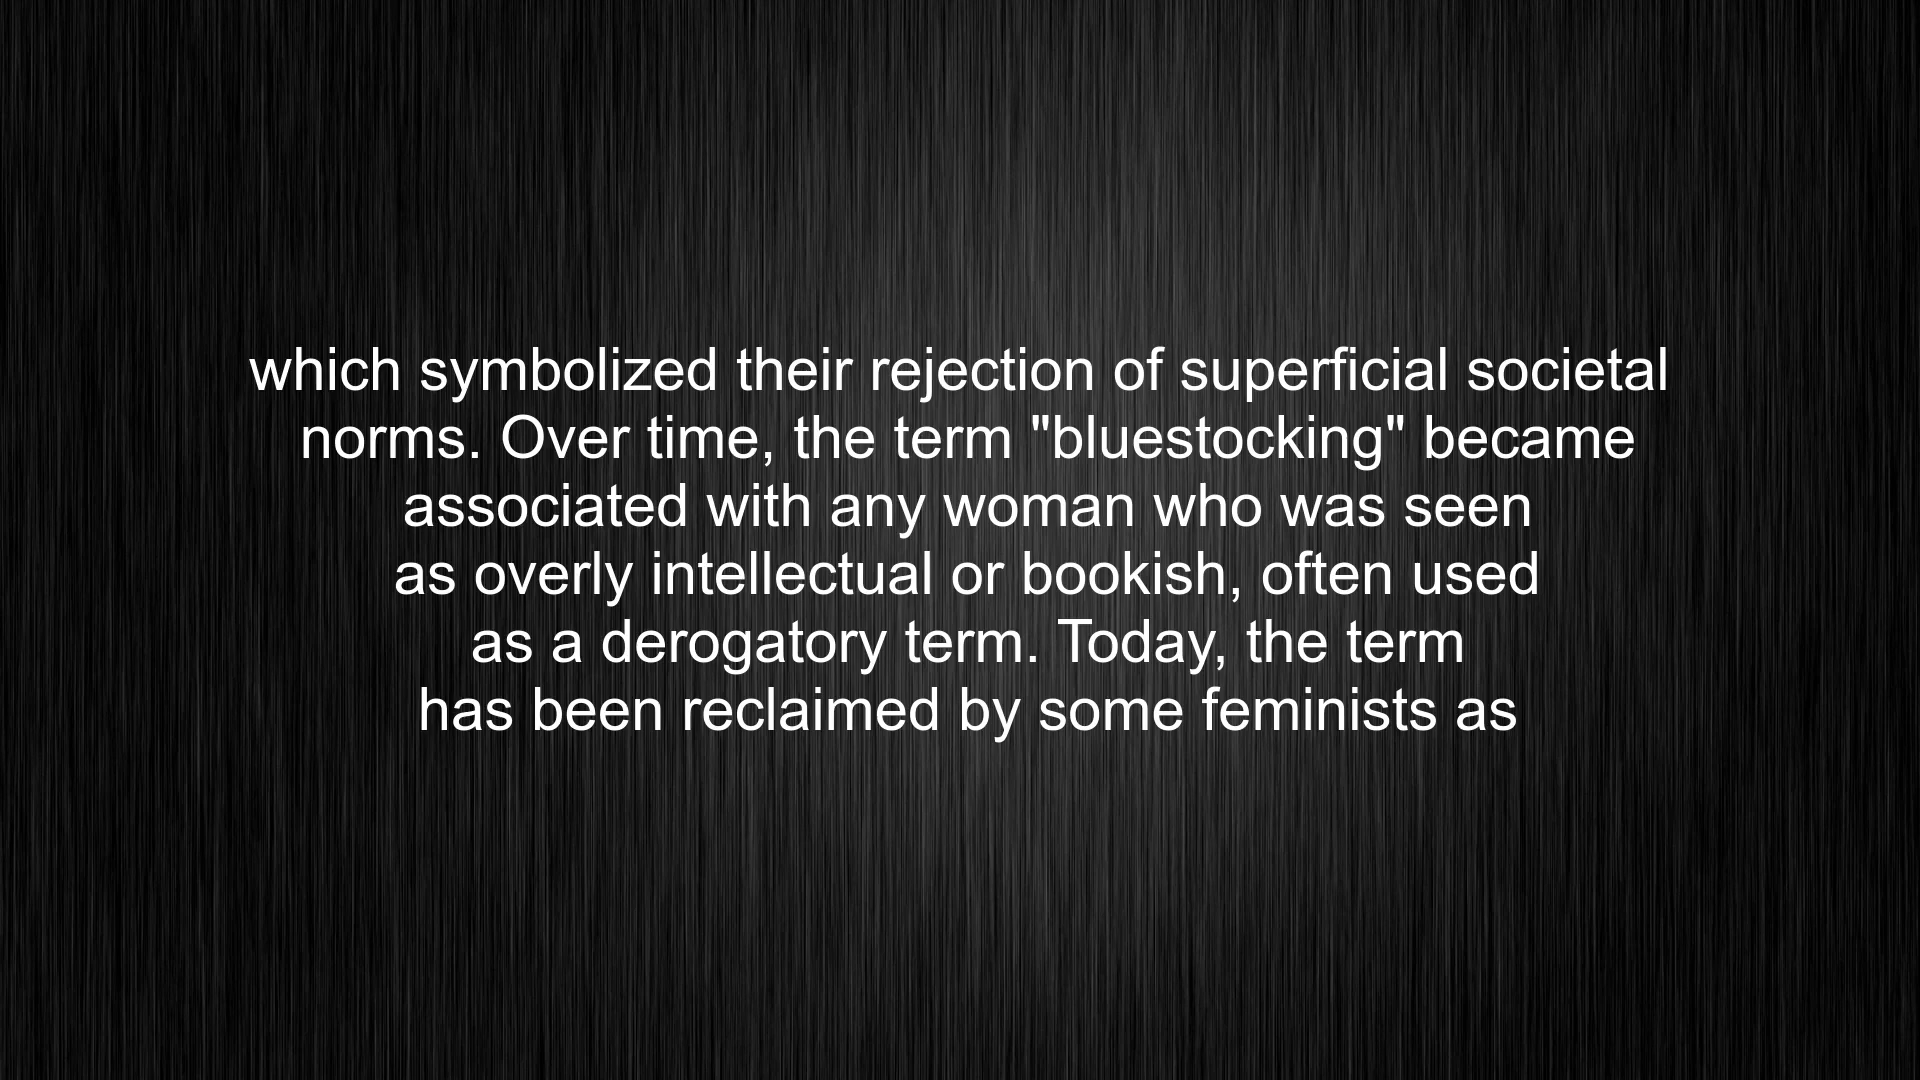 which symbolized their rejection of superficial societal
norms. Over time, the term "bluestocking" became
associated with any woman who was seen
as overly intellectual or bookish, often used
as a derogatory term. Today, the term
has been reclaimed by some feminists as